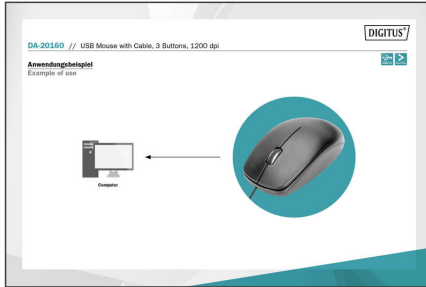 DIGITUS®
DA-20160 // USB Mouse with Cable, 3 Buttons, 1200 dpi
Anwendungsbeispiel
Example of use
Computer